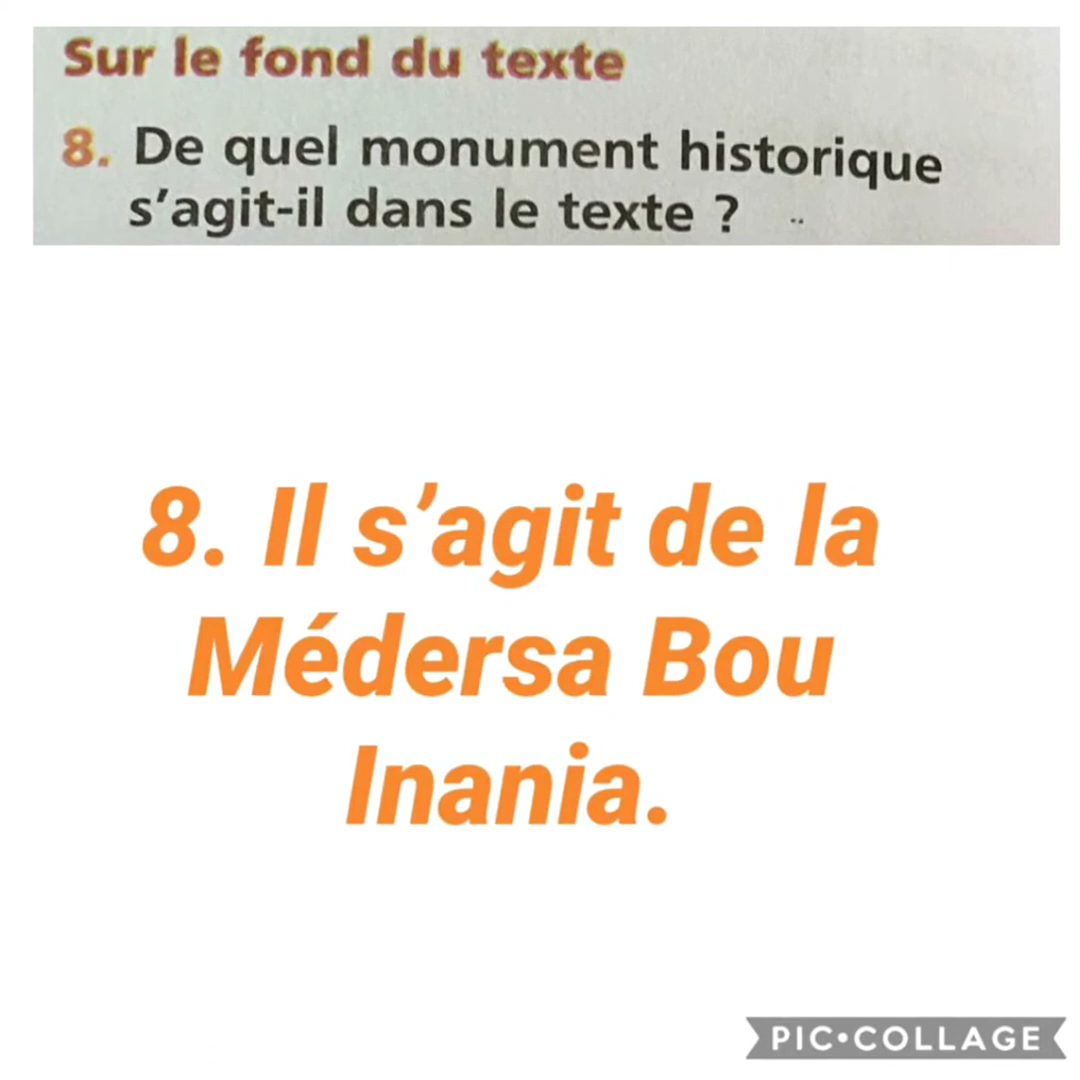 Sur le fond du texte
8. De quel monument historique
s’agit-il dans le texte ?
8. Il s’agit de la
Médersa Bou
Inania.
PIC•COLLAGE